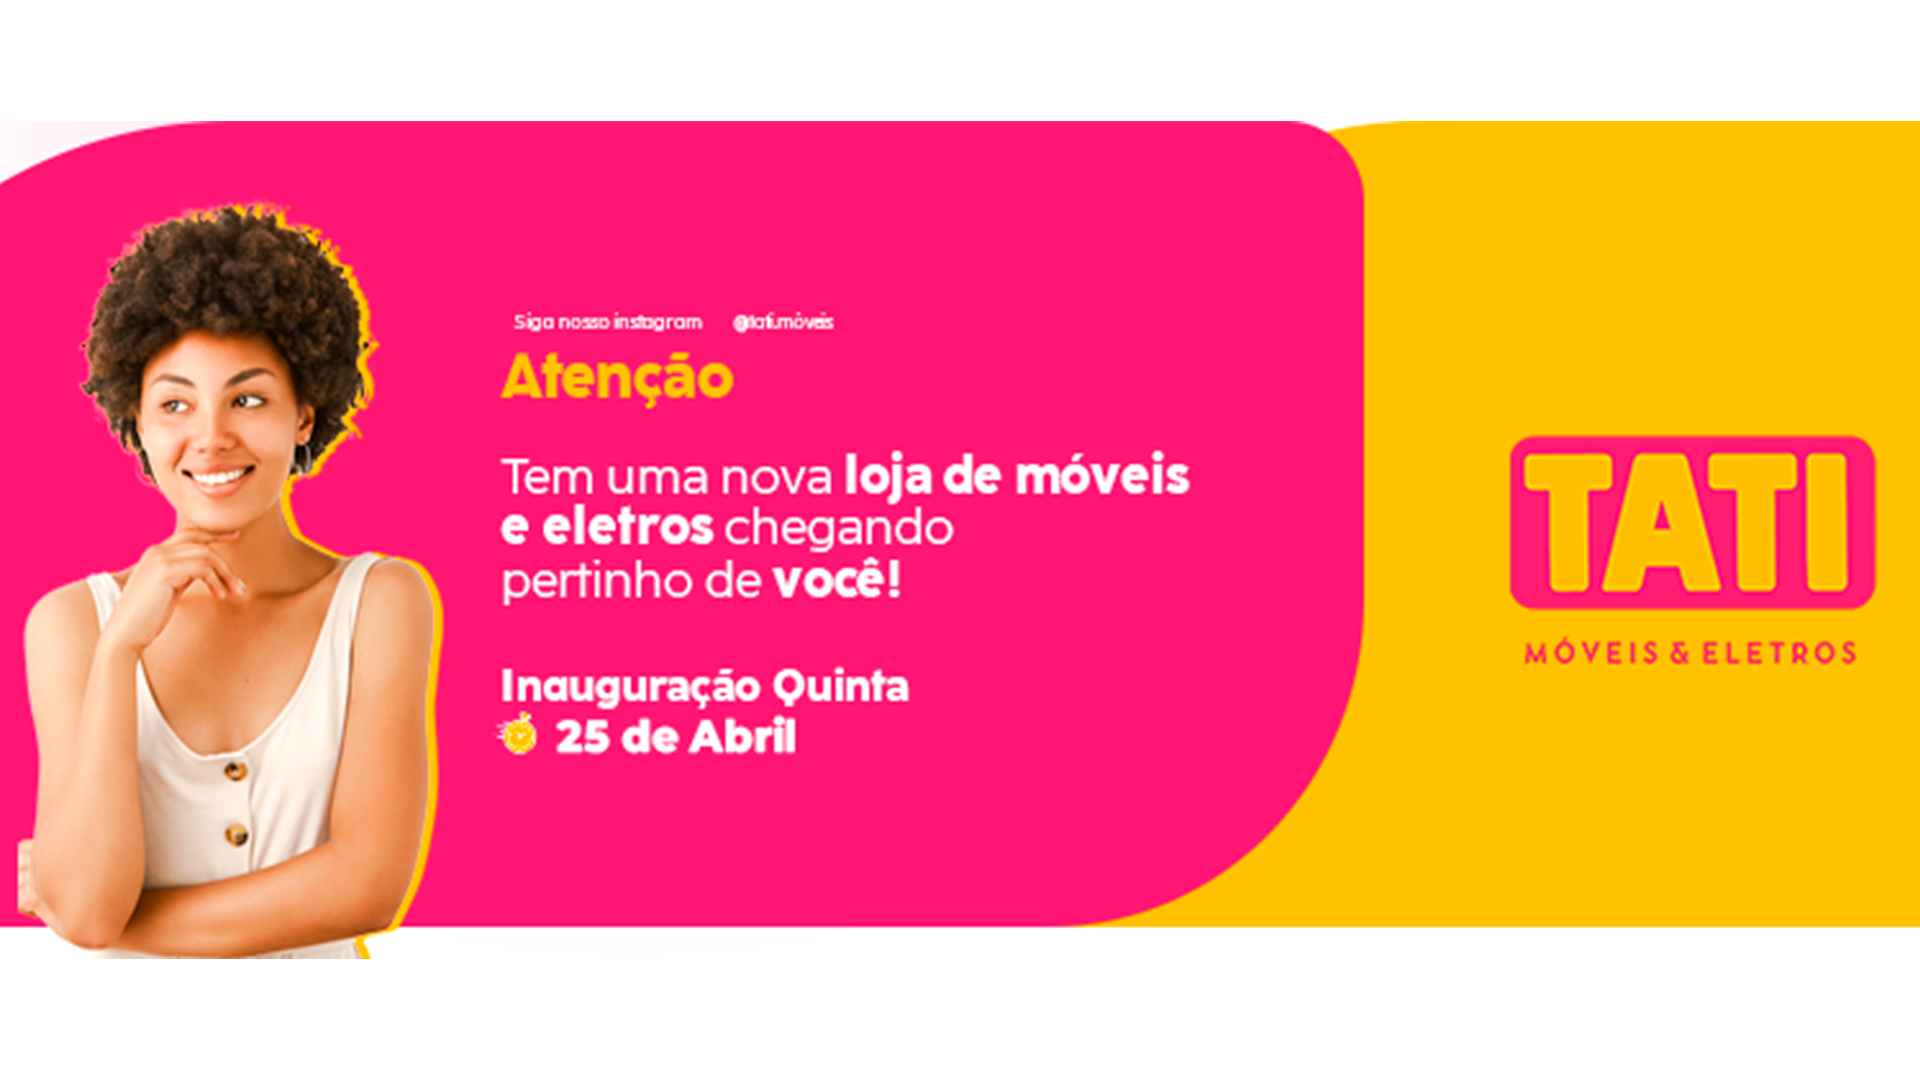 Siga nosso instagram @tati.móveis
Atenção
Tem uma nova loja de móveis
e eletros chegando
pertinho de você!
Inauguração Quinta
25 de Abril
TATI
MÓVEIS & ELETROS